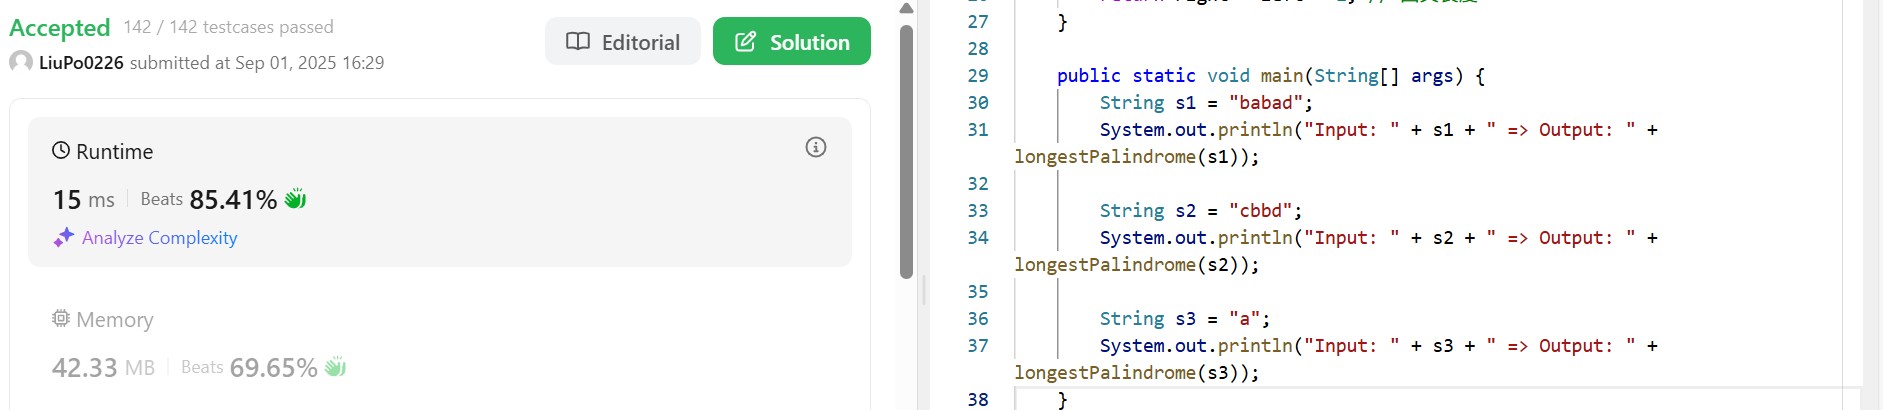 Accepted 142 / 142 testcases passed
LiuPo0226 submitted at Sep 01, 2025 16:29
Editorial
Solution
Runtime
15 ms Beats 85.41%
Analyze Complexity
Memory
42.33 MB Beats 69.65%
27 }
28
29 public static void main(String[] args) {
30 String s1 = "babad";
31 System.out.println("Input: " + s1 + " => Output: " +
longestPalindrome(s1));
32
33 String s2 = "cbbd";
34 System.out.println("Input: " + s2 + " => Output: " +
longestPalindrome(s2));
35
36 String s3 = "a";
37 System.out.println("Input: " + s3 + " => Output: " +
longestPalindrome(s3));
38 }